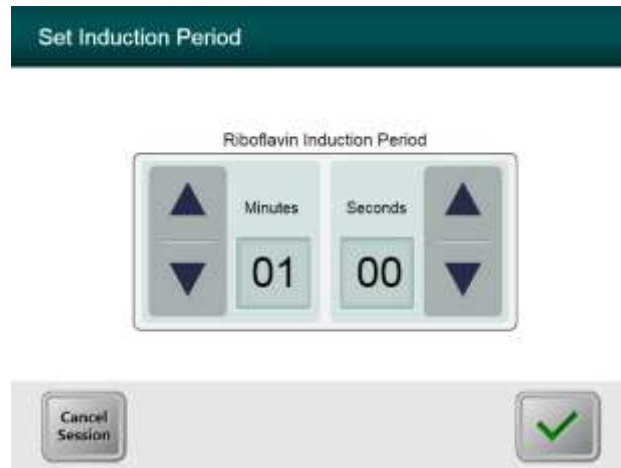 Set Induction Period
Riboflavin Induction Period
Minutes
Seconds
01
00
Cancel
Session